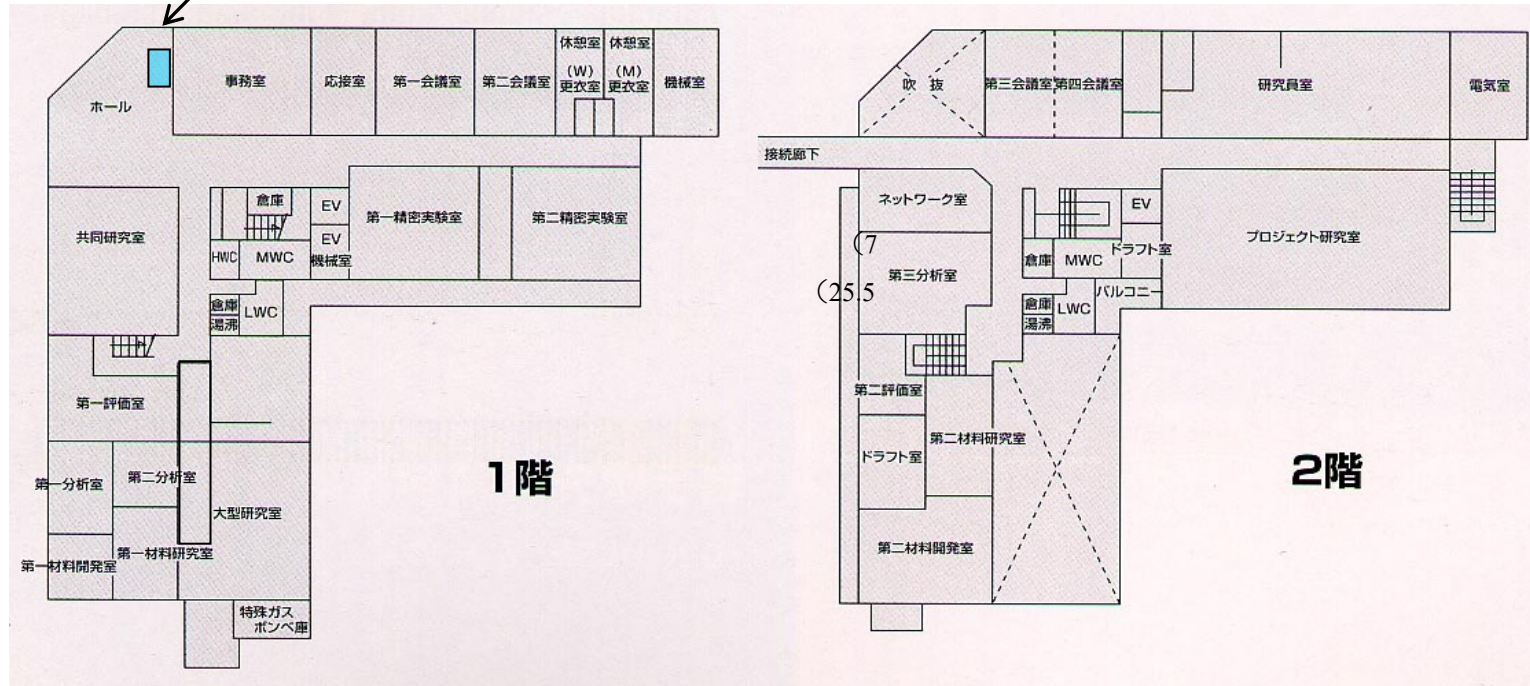 ホール
事務室
応接室
第一会議室
第二会議室
休憩室
(W)
更衣室
休憩室
(M)
更衣室
機械室
共同研究室
倉庫
EV
EV
機械室
HWC
MWC
倉庫
湯沸
LWC
第一精密実験室
第二精密実験室
第一評価室
第一分析室
第二分析室
大型研究室
第一材料開発室
第一材料研究室
特殊ガス
ボンベ庫
1階
吹 抜
第三会議室
第四会議室
研究員室
電気室
接続廊下
ネットワーク室
(7
第三分析室
(25.5
EV
ドラフト室
倉庫
MWC
バルコニー
倉庫
湯沸
LWC
プロジェクト研究室
第二評価室
ドラフト室
第二材料研究室
第二材料開発室
2階